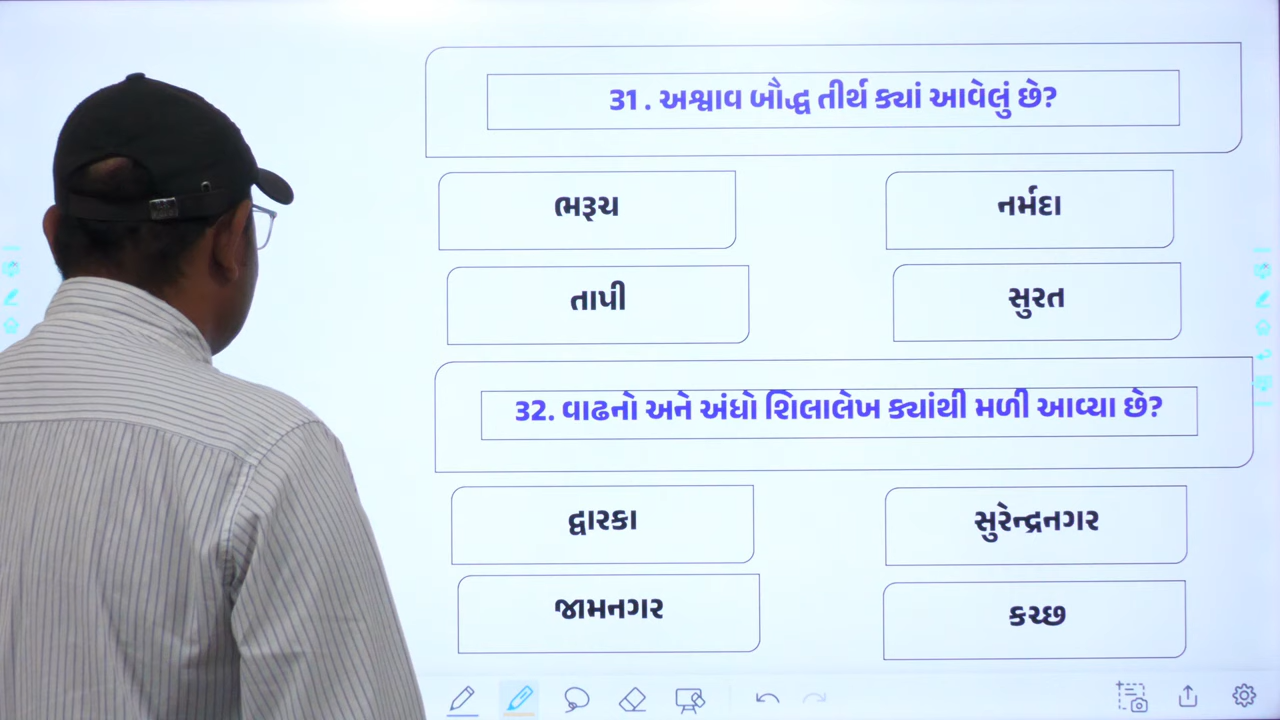 31 . અશ્વાવ બૌદ્ધ તીર્થ ક્યાં આવેલું છે?
ભરૂચ
નર્મદા
તાપી
સુરત
32. વાઢનો અને અંધો શિલાલેખ ક્યાંથી મળી આવ્યા છે?
દ્વારકા
સુરેન્દ્રનગર
જામનગર
કચ્છ